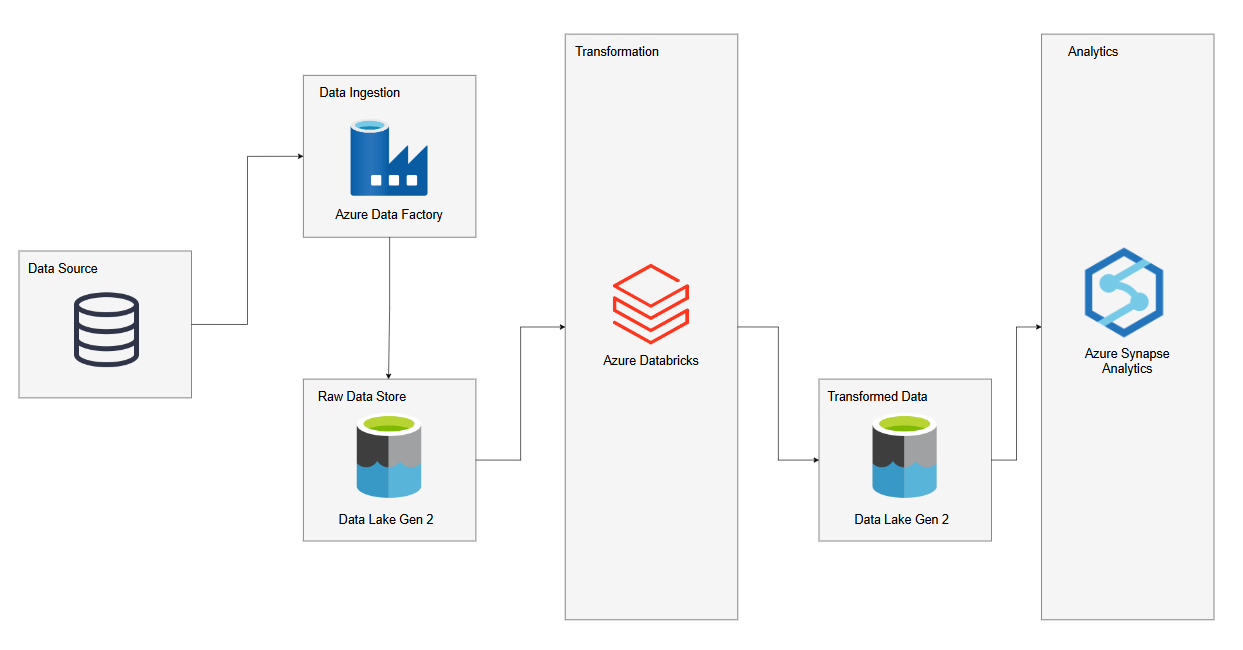 Data Source
Data Ingestion
Azure Data Factory
Raw Data Store
Data Lake Gen 2
Transformation
Azure Databricks
Transformed Data
Data Lake Gen 2
Analytics
Azure Synapse
Analytics